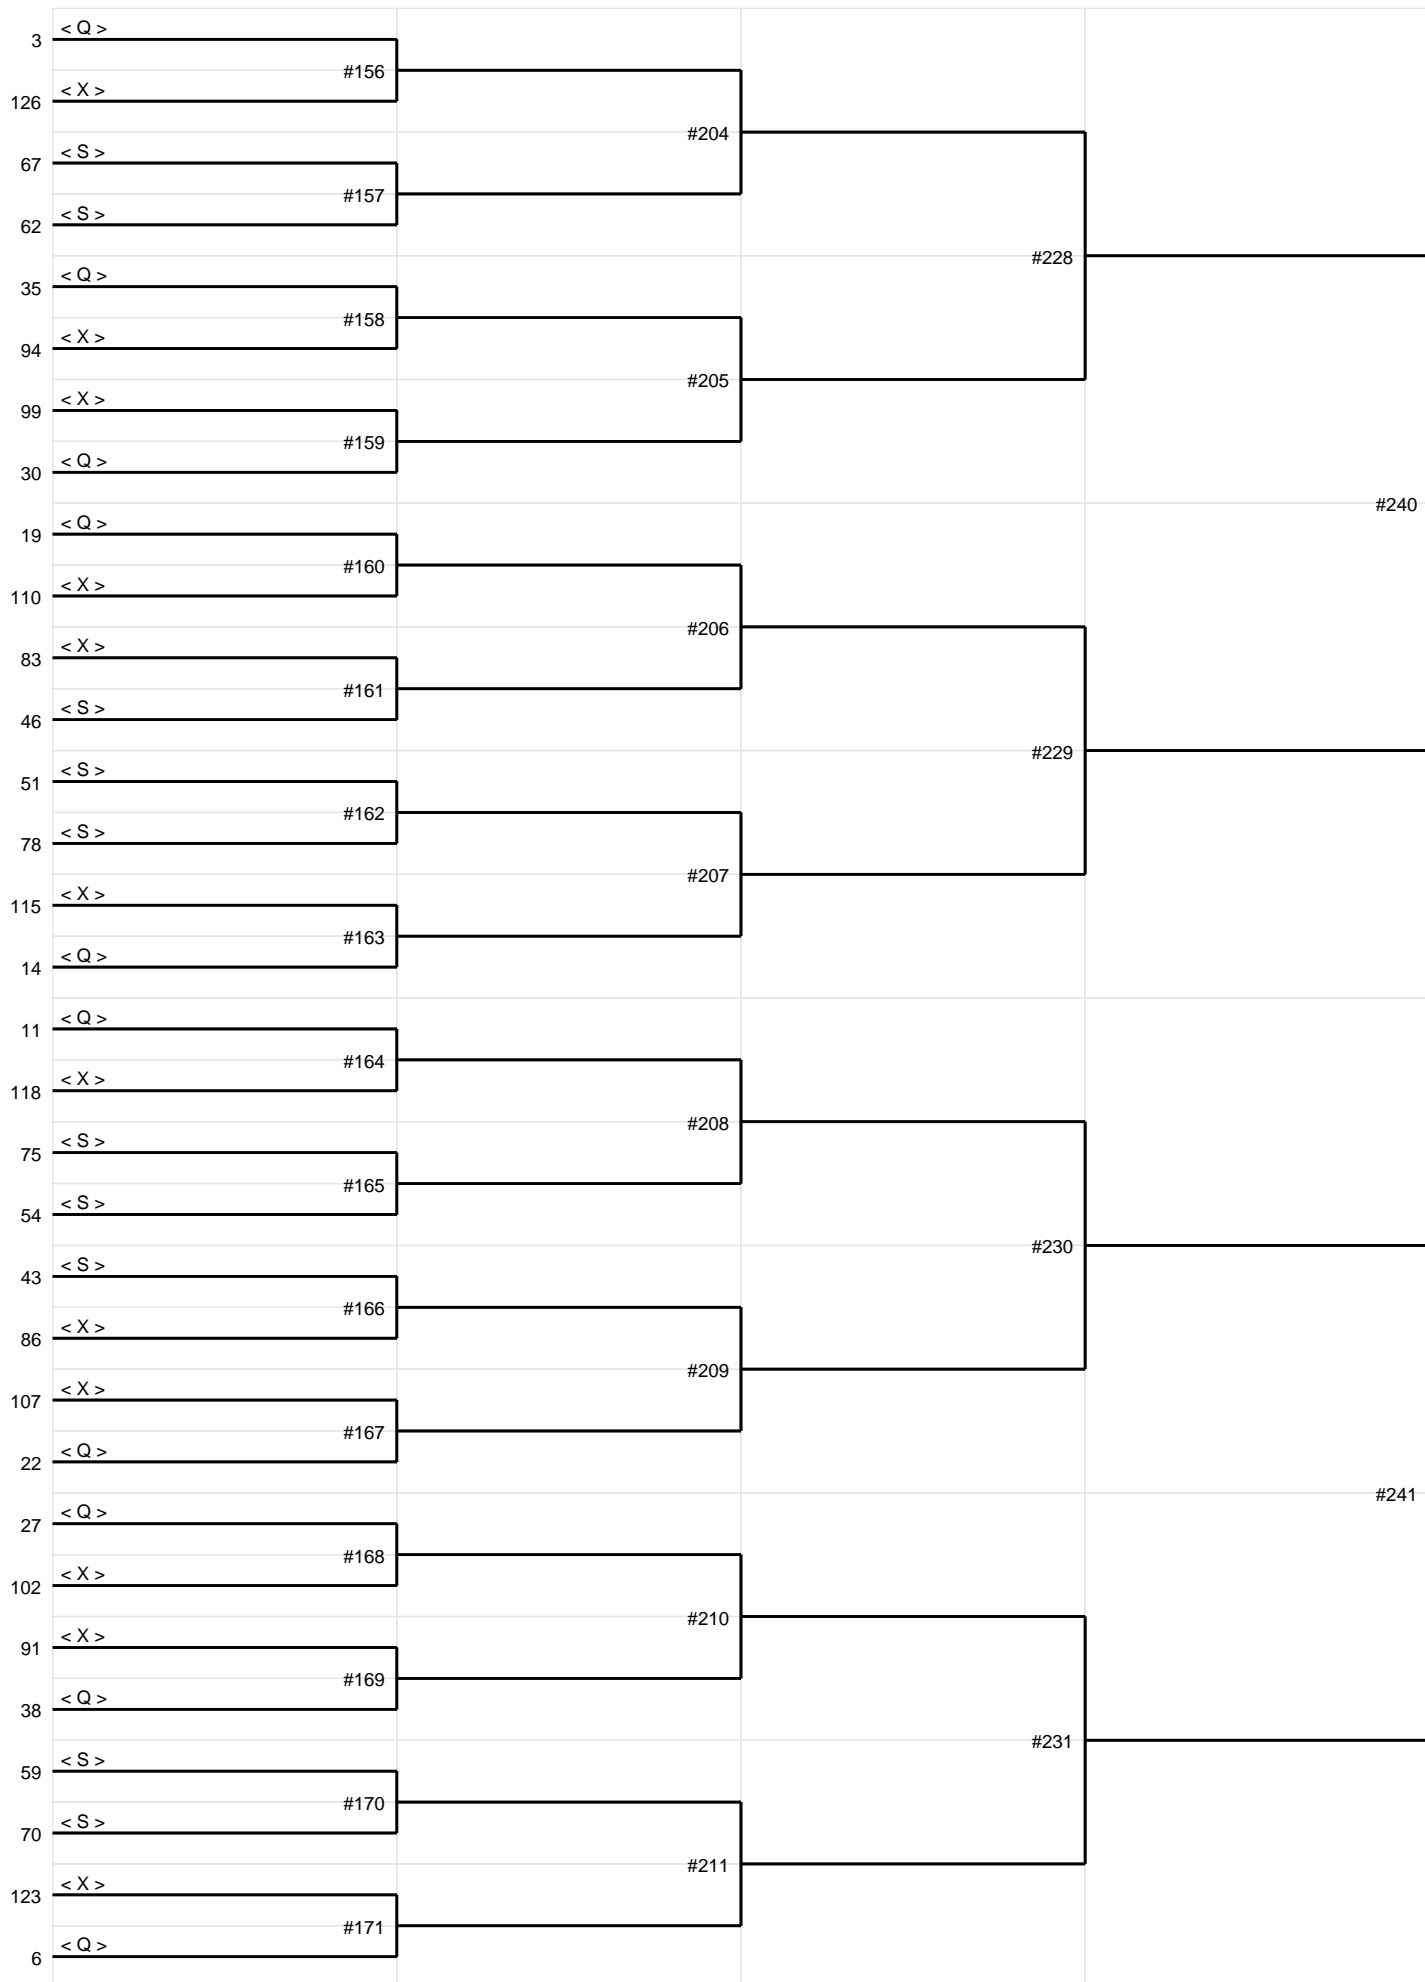 < Q >
3
#156
< X >
126
#204
< S >
67
#157
< S >
62
#228
< Q >
35
#158
< X >
94
#205
< X >
99
#159
< Q >
30
#240
< Q >
19
#160
< X >
110
#206
< X >
83
#161
< S >
46
#229
< S >
51
#162
< S >
78
#207
< X >
115
#163
< Q >
14
< Q >
11
#164
< X >
118
#208
< S >
75
#165
< S >
54
#230
< S >
43
#166
< X >
86
#209
< X >
107
#167
< Q >
22
#241
< Q >
27
#168
< X >
102
#210
< X >
91
#169
< Q >
38
#231
< S >
59
#170
< S >
70
#211
< X >
123
#171
< Q >
6